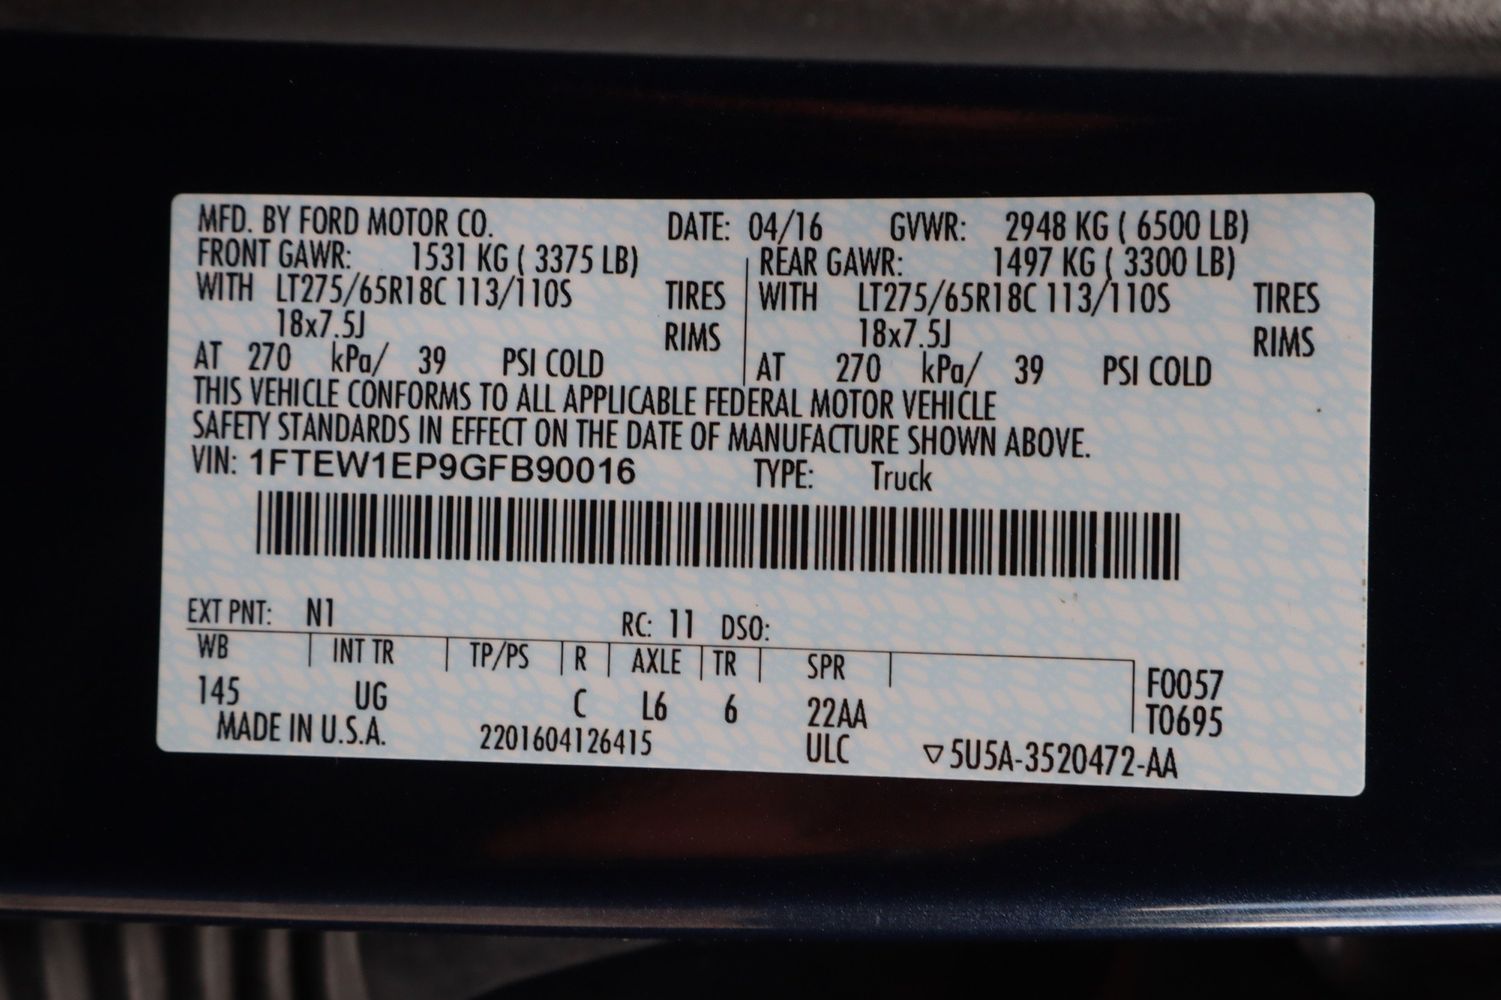 MFD. BY FORD MOTOR CO. DATE: 04/16 GVWR: 2948 KG ( 6500 LB)
FRONT GAWR: 1531 KG ( 3375 LB) REAR GAWR: 1497 KG ( 3300 LB)
WITH LT275/65R18C 113/110S TIRES WITH LT275/65R18C 113/110S TIRES
18x7.5J RIMS 18x7.5J RIMS
AT 270 kPa/ 39 PSI COLD AT 270 kPa/ 39 PSI COLD
THIS VEHICLE CONFORMS TO ALL APPLICABLE FEDERAL MOTOR VEHICLE
SAFETY STANDARDS IN EFFECT ON THE DATE OF MANUFACTURE SHOWN ABOVE.
VIN: 1FTEW1EP9GFB90016 TYPE: Truck
EXT PNT: N1 RC: 11 DSO:
WB INT TR TP/PS R AXLE TR SPR F0057
145 UG C L6 6 22AA T0695
MADE IN U.S.A. 2201604126415 ULC ▽5U5A-3520472-AA